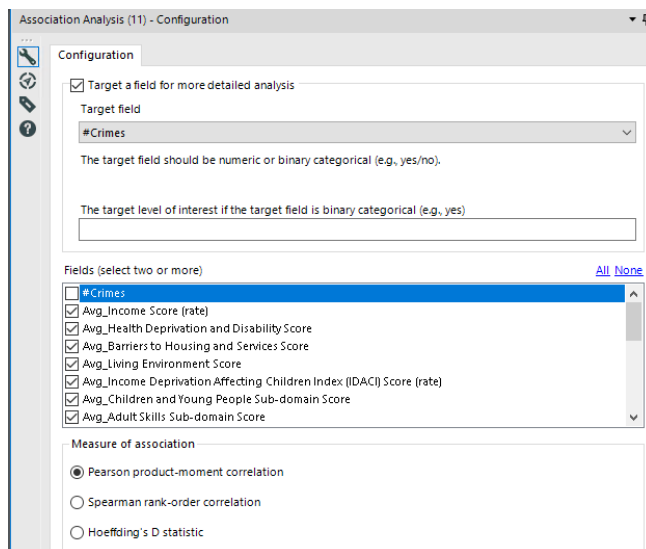 Association Analysis (11) - Configuration
Configuration
Target a field for more detailed analysis
Target field
#Crimes
The target field should be numeric or binary categorical (e.g., yes/no).
The target level of interest if the target field is binary categorical (e.g., yes)
Fields (select two or more) All None
#Crimes
Avg_Income Score (rate)
Avg_Health Deprivation and Disability Score
Avg_Barriers to Housing and Services Score
Avg_Living Environment Score
Avg_Income Deprivation Affecting Children Index (IDACI) Score (rate)
Avg_Children and Young People Sub-domain Score
Avg_Adult Skills Sub-domain Score
Measure of association
Pearson product-moment correlation
Spearman rank-order correlation
Hoeffding's D statistic